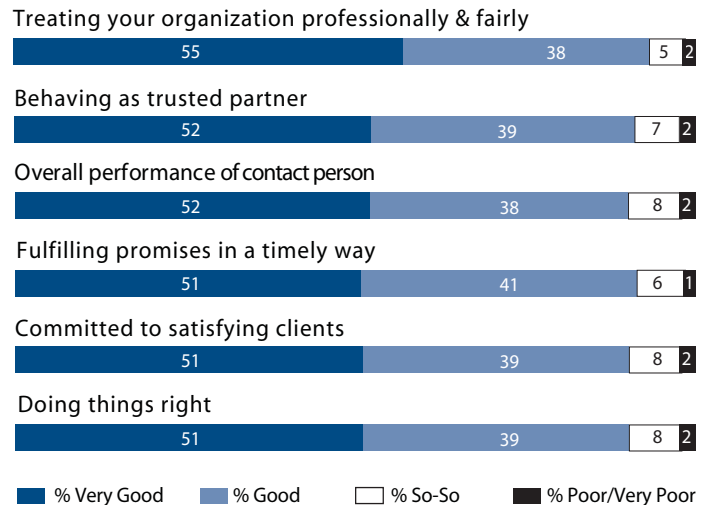 Treating your organization professionally & fairly
55 38 5 2
Behaving as trusted partner
52 39 7 2
Overall performance of contact person
52 38 8 2
Fulfilling promises in a timely way
51 41 6 1
Committed to satisfying clients
51 39 8 2
Doing things right
51 39 8 2
% Very Good % Good % So-So % Poor/Very Poor